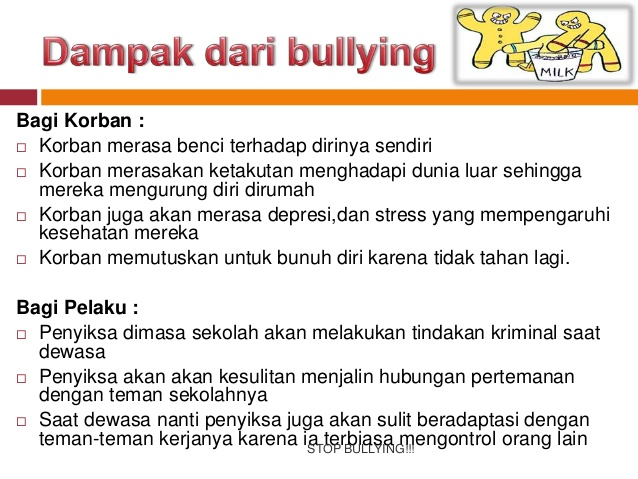 Dampak dari bullying
MILK
Bagi Korban :
Korban merasa benci terhadap dirinya sendiri
Korban merasakan ketakutan menghadapi dunia luar sehingga
mereka mengurung diri dirumah
Korban juga akan merasa depresi,dan stress yang mempengaruhi
kesehatan mereka
Korban memutuskan untuk bunuh diri karena tidak tahan lagi.
Bagi Pelaku :
Penyiksa dimasa sekolah akan melakukan tindakan kriminal saat
dewasa
Penyiksa akan akan kesulitan menjalin hubungan pertemanan
dengan teman sekolahnya
Saat dewasa nanti penyiksa juga akan sulit beradaptasi dengan
teman-teman kerjanya karena ia terbiasa mengontrol orang lain
STOP BULLYING!!!